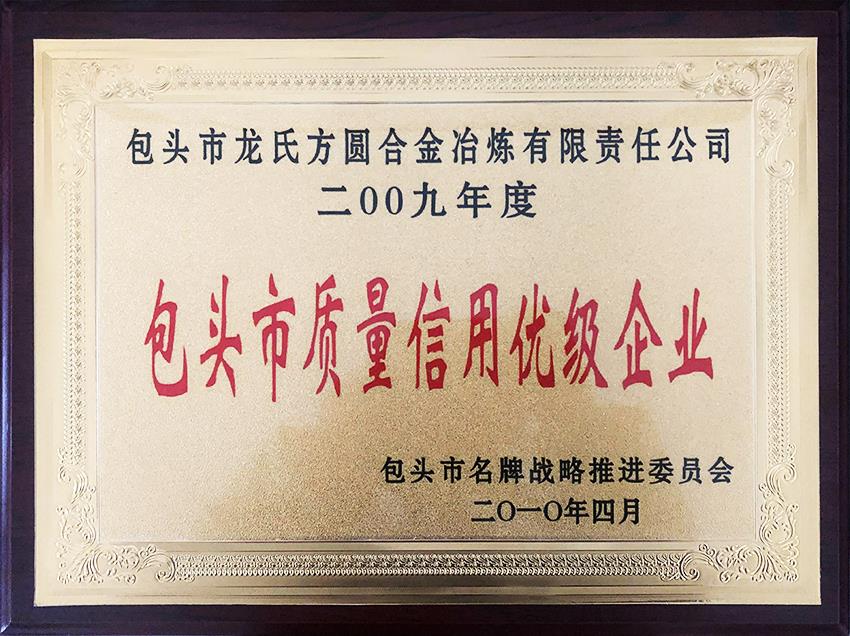 包头市龙氏方圆合金冶炼有限责任公司
二00九年度
包头市质量信用优级企业
包头市名牌战略推进委员会
二O一O年四月